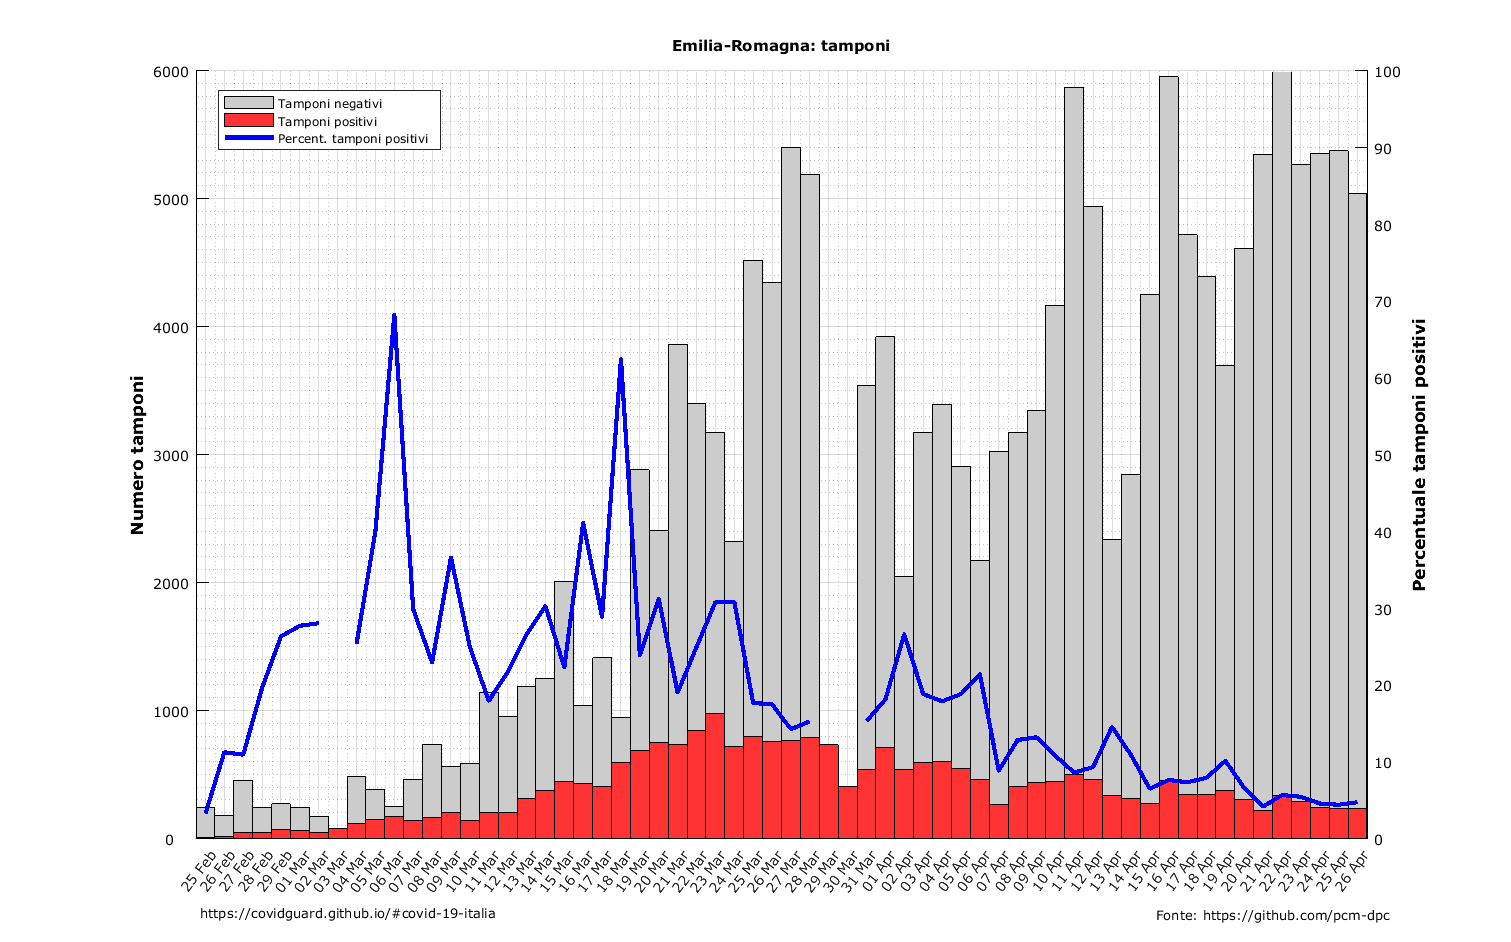 Emilia-Romagna: tamponi
6000
5000
4000
3000
2000
1000
0
Numero tamponi
Tamponi negativi
Tamponi positivi
Percent. tamponi positivi
100
90
80
70
60
50
40
30
20
10
0
Percentuale tamponi positivi
25 Feb
26 Feb
27 Feb
28 Feb
29 Feb
01 Mar
02 Mar
03 Mar
04 Mar
05 Mar
06 Mar
07 Mar
08 Mar
09 Mar
10 Mar
11 Mar
12 Mar
13 Mar
14 Mar
15 Mar
16 Mar
17 Mar
18 Mar
19 Mar
20 Mar
21 Mar
22 Mar
23 Mar
24 Mar
25 Mar
26 Mar
27 Mar
28 Mar
29 Mar
30 Mar
31 Mar
01 Apr
02 Apr
03 Apr
04 Apr
05 Apr
06 Apr
07 Apr
08 Apr
09 Apr
10 Apr
11 Apr
12 Apr
13 Apr
14 Apr
15 Apr
16 Apr
17 Apr
18 Apr
19 Apr
20 Apr
21 Apr
22 Apr
23 Apr
24 Apr
25 Apr
26 Apr
https://covidguard.github.io/#covid-19-italia
Fonte: https://github.com/pcm-dpc